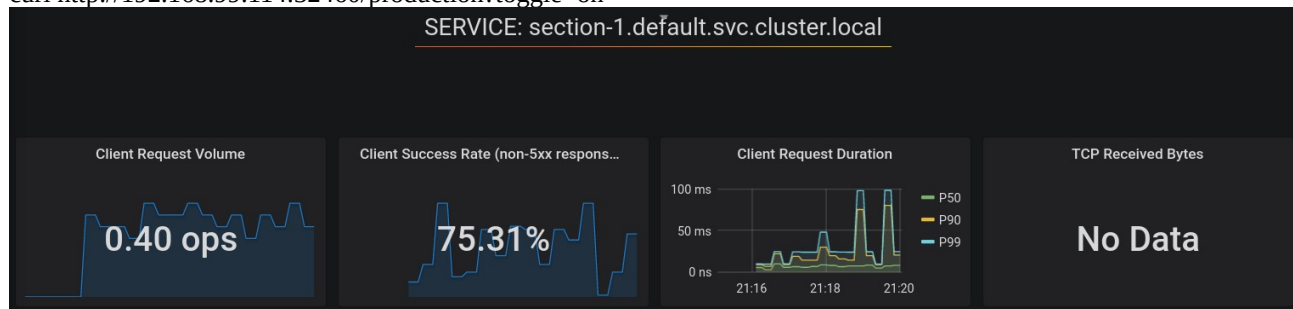 SERVICE: section-1.default.svc.cluster.local
Client Request Volume
0.40 ops
Client Success Rate (non-5xx respons...
75.31%
Client Request Duration
100 ms
50 ms
0 ns
21:16
21:18
21:20
P50
P90
P99
TCP Received Bytes
No Data